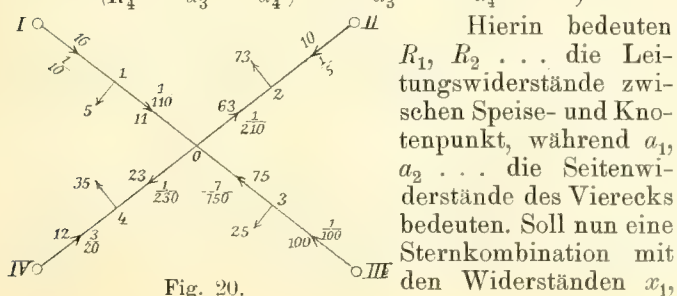 Hierin bedeuten
R₁, R₂ . . . die Lei-
tungswiderstände zwi-
schen Speise- und Kno-
tenpunkt, während a₁,
a₂ . . . die Seitenwi-
derstände des Vierecks
bedeuten. Soll nun eine
Sternkombination mit
den Widerständen x₁,
I
II
16
1/10
10
73
1
1/110
5
11
2
63
1/210
0
35
23
1/230
7/750
75
4
3
25
12
3/20
100
1/100
IV
III
Fig. 20.